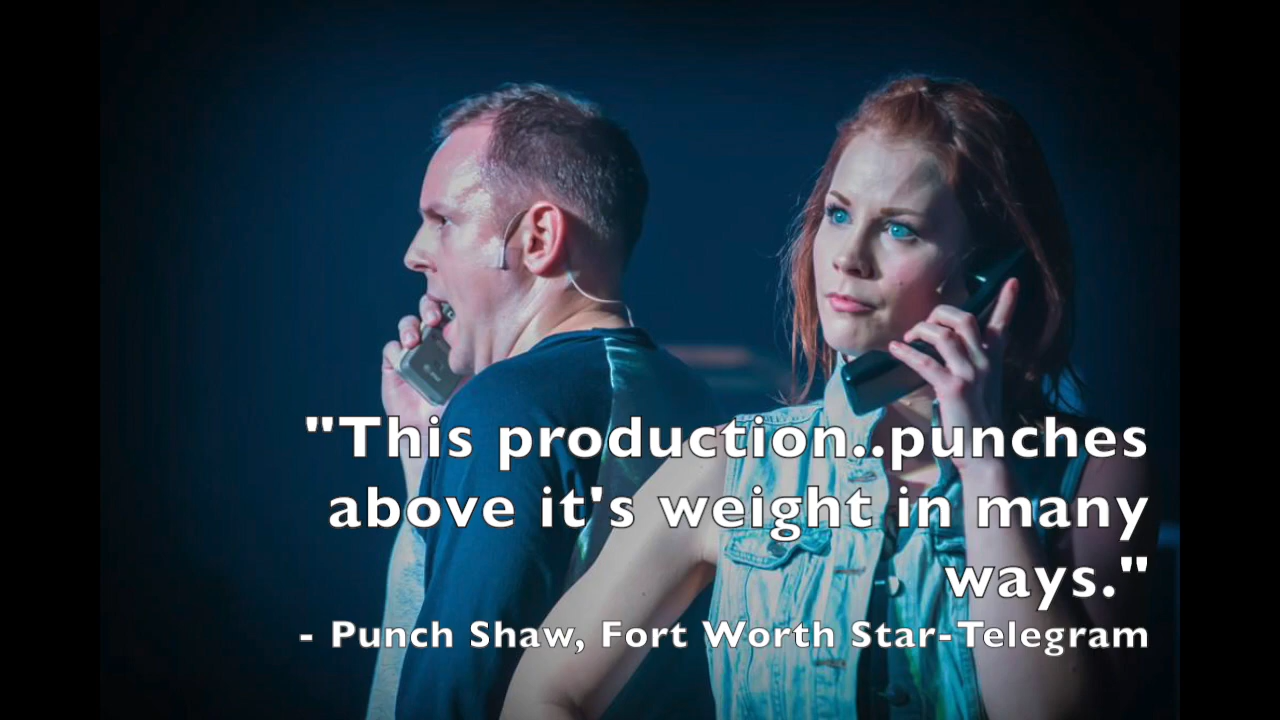 "This production..punches
above it's weight in many
ways."
- Punch Shaw, Fort Worth Star-Telegram